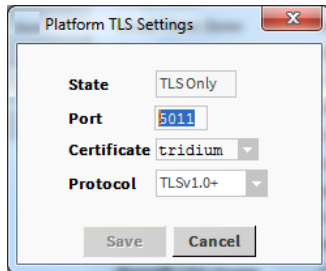 Platform TLS Settings
State TLS Only
Port 5011
Certificate tridium
Protocol TLSv1.0+
Save Cancel